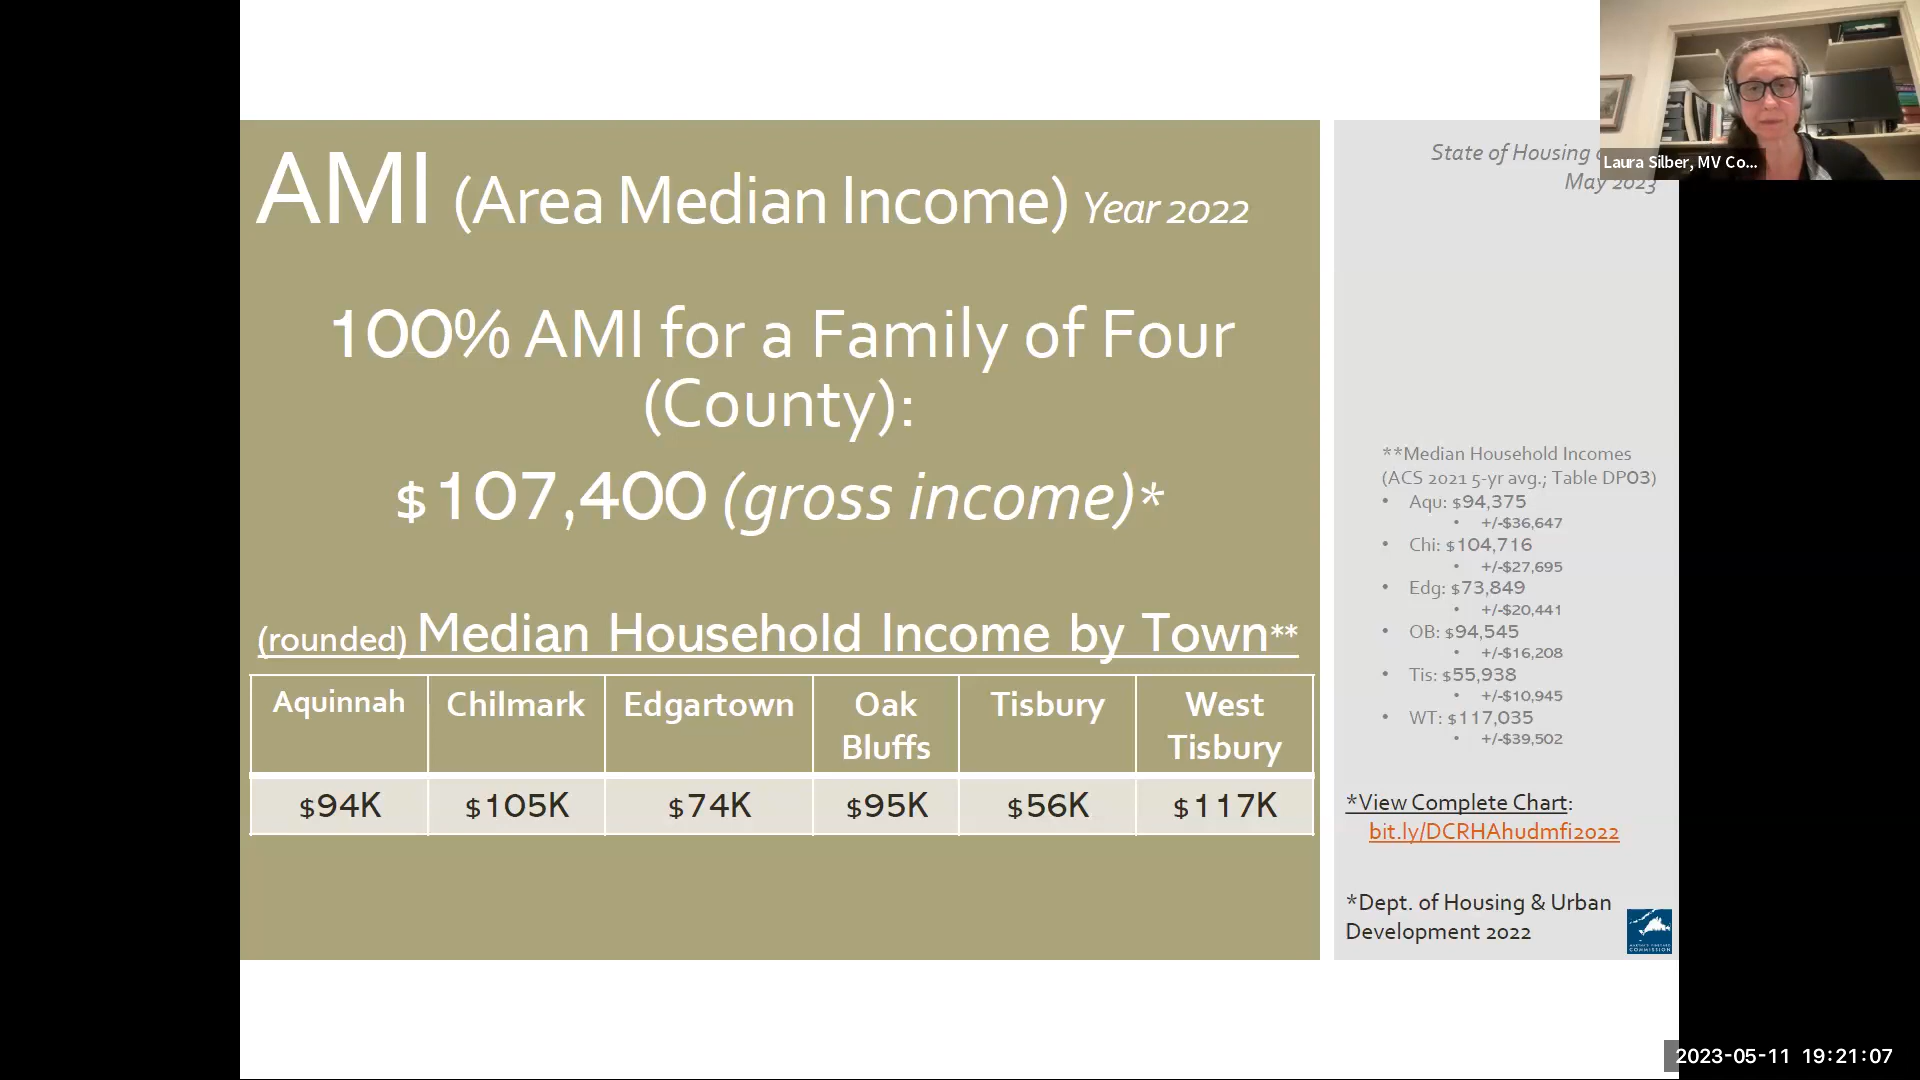 AMI (Area Median Income) Year 2022
100% AMI for a Family of Four
(County):
$107,400 (gross income)*
(rounded) Median Household Income by Town**
Aquinnah Chilmark Edgartown Oak Bluffs Tisbury West Tisbury
$94K $105K $74K $95K $56K $117K
State of Housing
May 2023
Laura Silber, MV Co...
**Median Household Incomes
(ACS 2021 5-yr avg.; Table DP03)
• Aqu: $94,375
• +/-$36,647
• Chi: $104,716
• +/-$27,695
• Edg: $73,849
• +/-$20,441
• OB: $94,545
• +/-$16,208
• Tis: $55,938
• +/-$10,945
• WT: $117,035
• +/-$39,502
*View Complete Chart:
bit.ly/DCRHAhudmfi2022
*Dept. of Housing & Urban
Development 2022
MARTHA'S VINEYARD
COMMISSION
2023-05-11 19:21:07